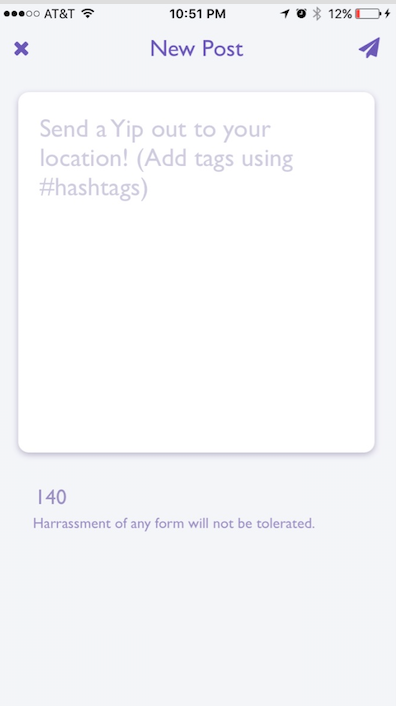 AT&T 10:51 PM 12%
New Post
Send a Yip out to your
location! (Add tags using
#hashtags)
140
Harrassment of any form will not be tolerated.